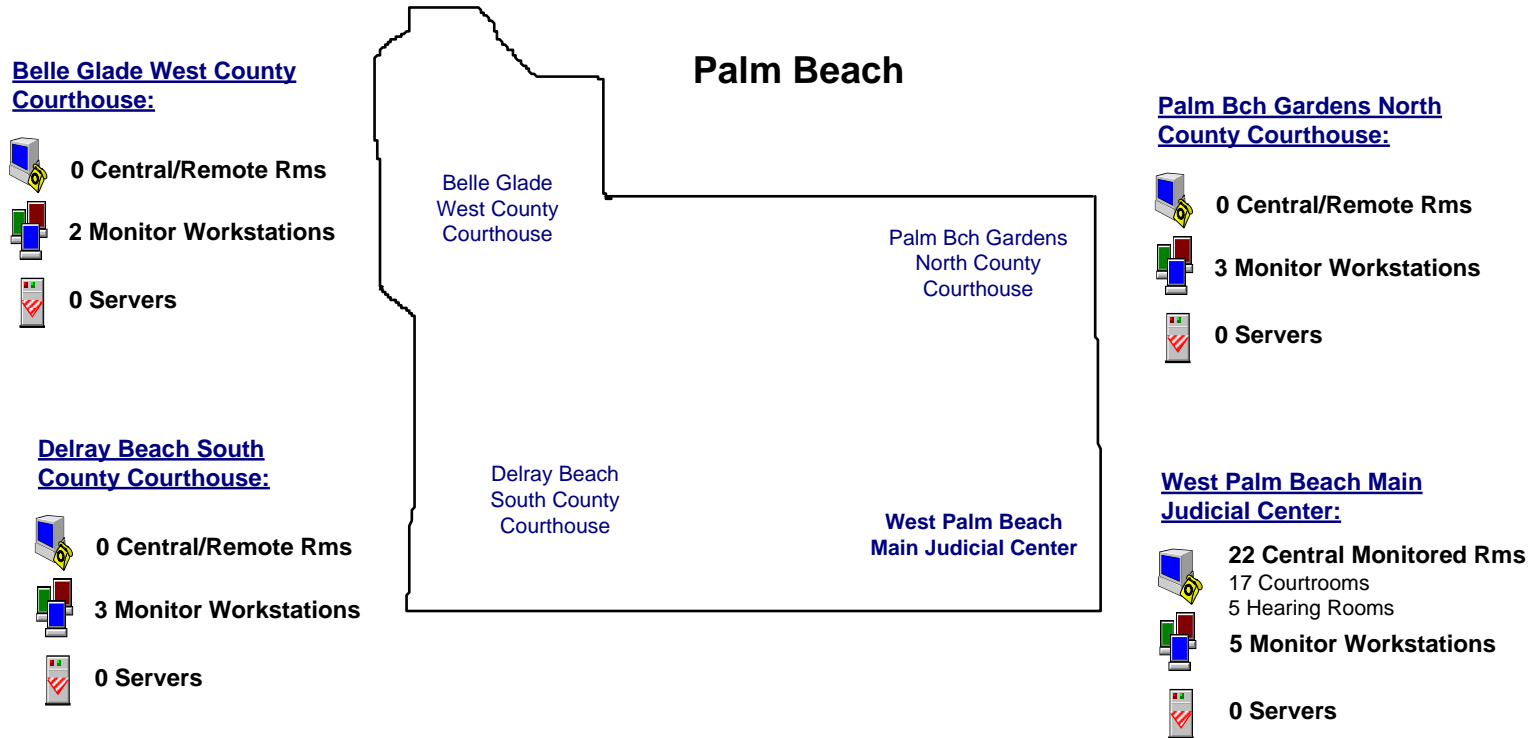 Palm Beach
Belle Glade West County
Courthouse:
0 Central/Remote Rms
2 Monitor Workstations
0 Servers
Delray Beach South
County Courthouse:
0 Central/Remote Rms
3 Monitor Workstations
0 Servers
Belle Glade
West County
Courthouse
Palm Bch Gardens
North County
Courthouse
Delray Beach
South County
Courthouse
West Palm Beach
Main Judicial Center
Palm Bch Gardens North
County Courthouse:
0 Central/Remote Rms
3 Monitor Workstations
0 Servers
West Palm Beach Main
Judicial Center:
22 Central Monitored Rms
17 Courtrooms
5 Hearing Rooms
5 Monitor Workstations
0 Servers